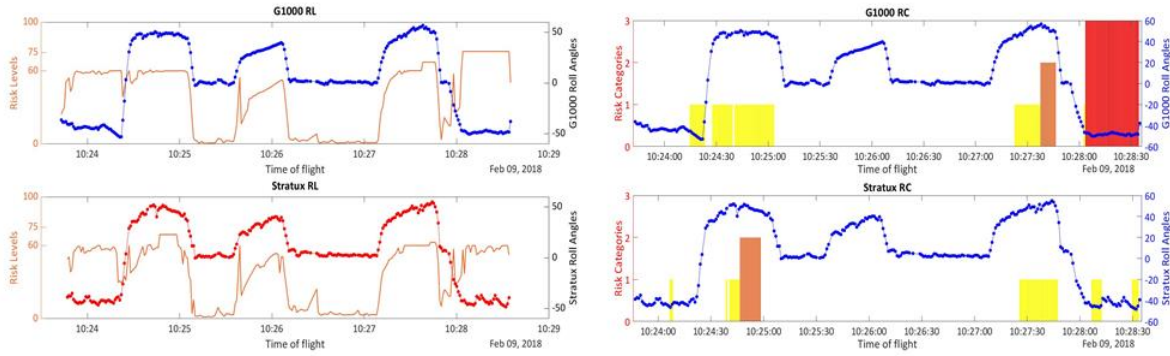 G1000 RL
100
75
60
0
Risk Levels
50
0
-50
G1000 Roll Angles
10:24 10:25 10:26 10:27 10:28 10:29
Time of flight
Feb 09, 2018
G1000 RC
3
2
1
0
Risk Categories
60
40
20
0
-20
-40
-60
G1000 Roll Angles
10:24:00 10:24:30 10:25:00 10:25:30 10:26:00 10:26:30 10:27:00 10:27:30 10:28:00 10:28:30
Time of flight
Feb 09, 2018
Stratux RL
100
75
60
0
Risk Levels
50
0
-50
Stratux Roll Angles
10:24 10:25 10:26 10:27 10:28 10:29
Time of flight
Feb 09, 2018
Stratux RC
3
2
1
0
Risk Categories
60
40
20
0
-20
-40
-60
Stratux Roll Angles
10:24:00 10:24:30 10:25:00 10:25:30 10:26:00 10:26:30 10:27:00 10:27:30 10:28:00 10:28:30
Time of flight
Feb 09, 2018